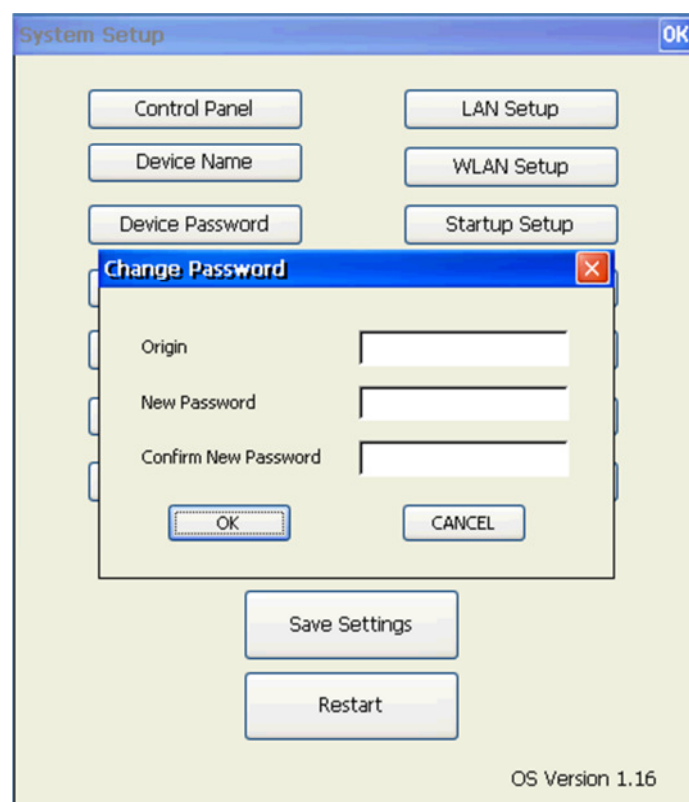 System Setup OK
Control Panel LAN Setup
Device Name WLAN Setup
Device Password Startup Setup
Change Password
Origin
New Password
Confirm New Password
OK CANCEL
Save Settings
Restart
OS Version 1.16